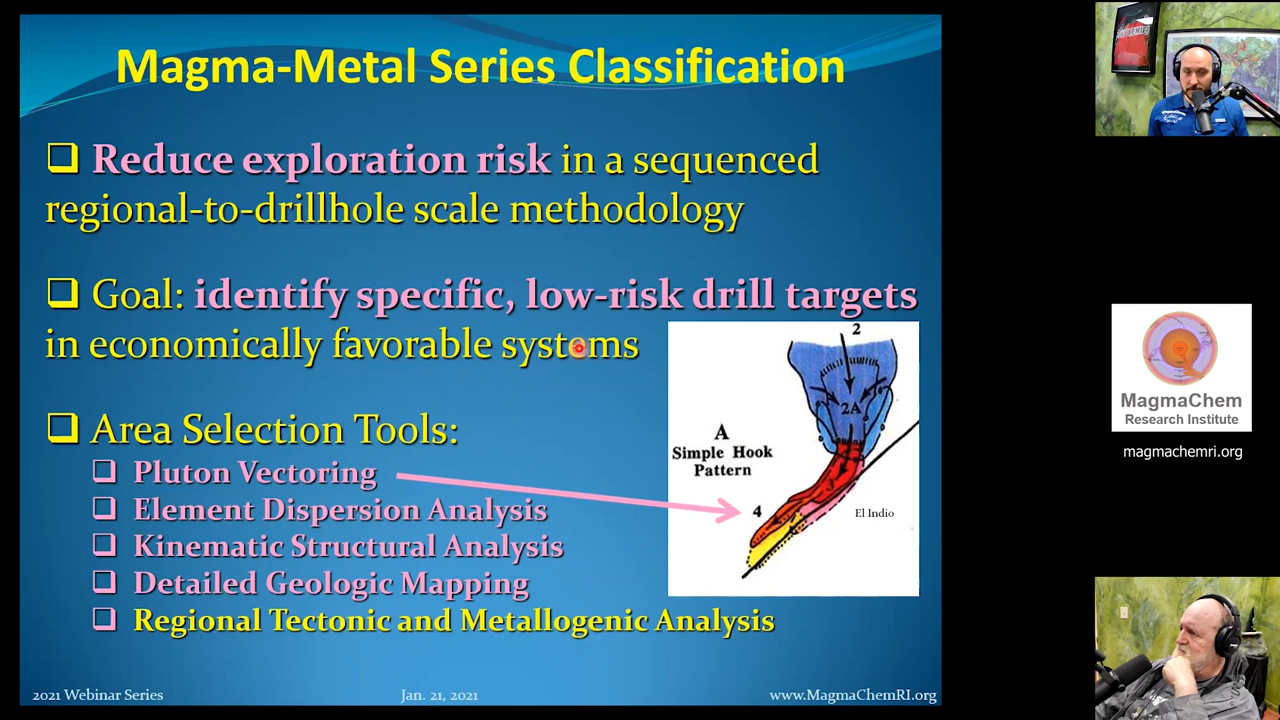 Magma-Metal Series Classification
❑ Reduce exploration risk in a sequenced
regional-to-drillhole scale methodology
❑ Goal: identify specific, low-risk drill targets
in economically favorable systems
❑ Area Selection Tools:
❑ Pluton Vectoring
❑ Element Dispersion Analysis
❑ Kinematic Structural Analysis
❑ Detailed Geologic Mapping
❑ Regional Tectonic and Metallogenic Analysis
2
2A
A
Simple Hook
Pattern
3
4
El Indio
2021 Webinar Series
Jan. 21, 2021
www.MagmaChemRI.org
MagmaChem
Research Institute
magmachemri.org